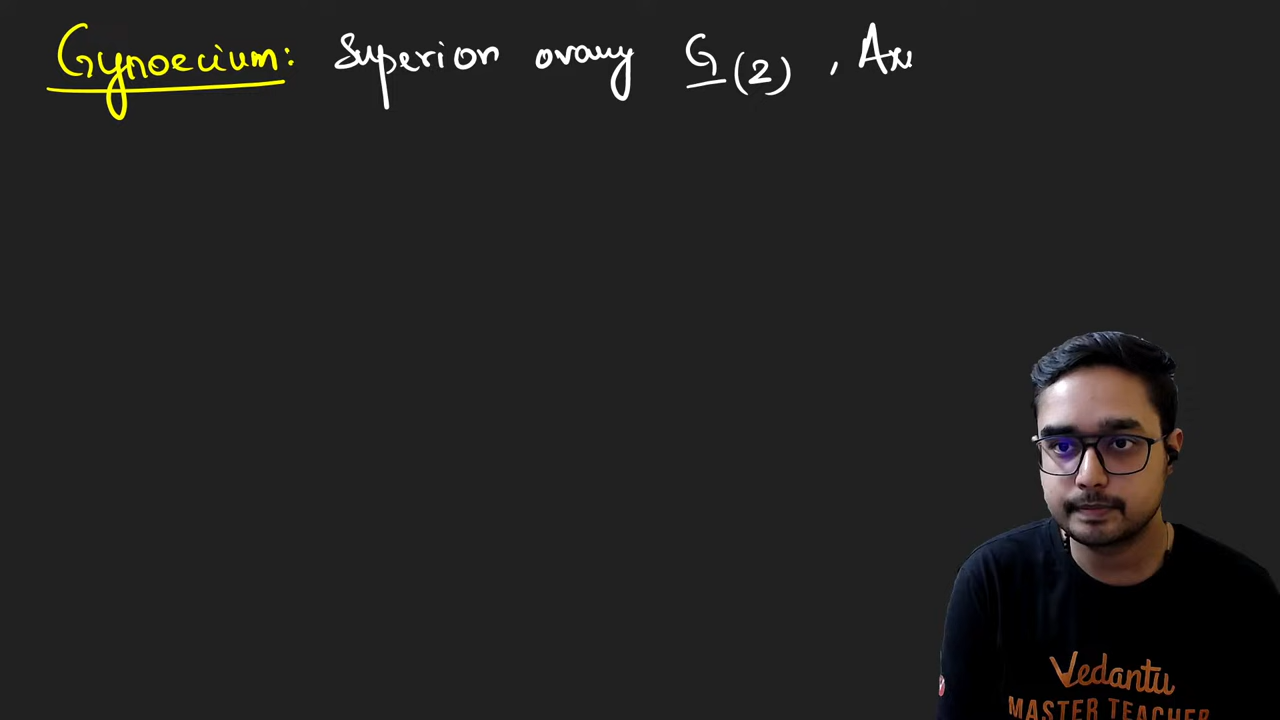 Gynoecium: Superior ovary G(2), Ax
Vedantu
MASTER TEACHER